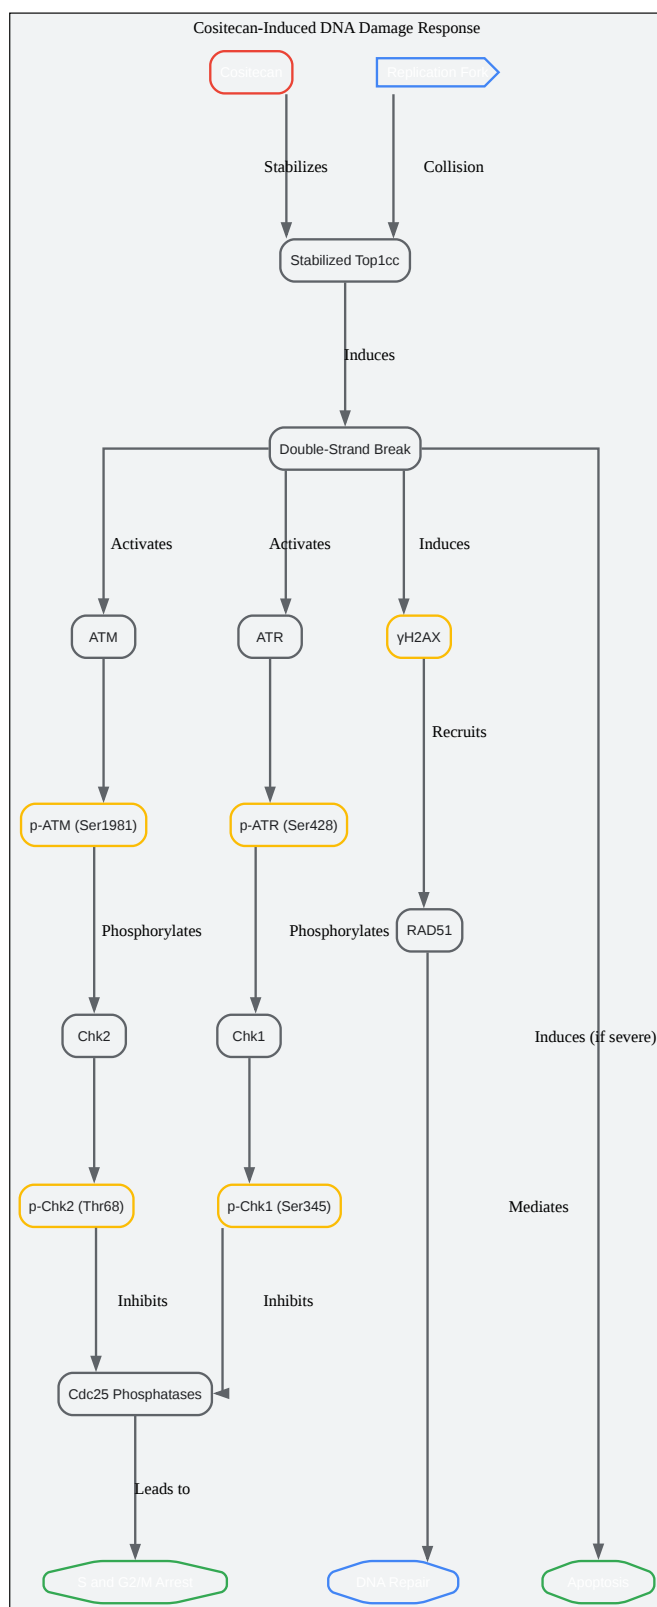 Cositecan-Induced DNA Damage Response
Cositecan
Replication Fork
Stabilizes
Collision
Stabilized Top1cc
Induces
Double-Strand Break
Activates
Activates
Induces
ATM
ATR
γH2AX
Recruits
p-ATM (Ser1981)
p-ATR (Ser428)
Phosphorylates
Phosphorylates
RAD51
Chk2
Chk1
Induces (if severe)
p-Chk2 (Thr68)
p-Chk1 (Ser345)
Mediates
Inhibits
Inhibits
Cdc25 Phosphatases
Leads to
S and G2/M Arrest
DNA Repair
Apoptosis